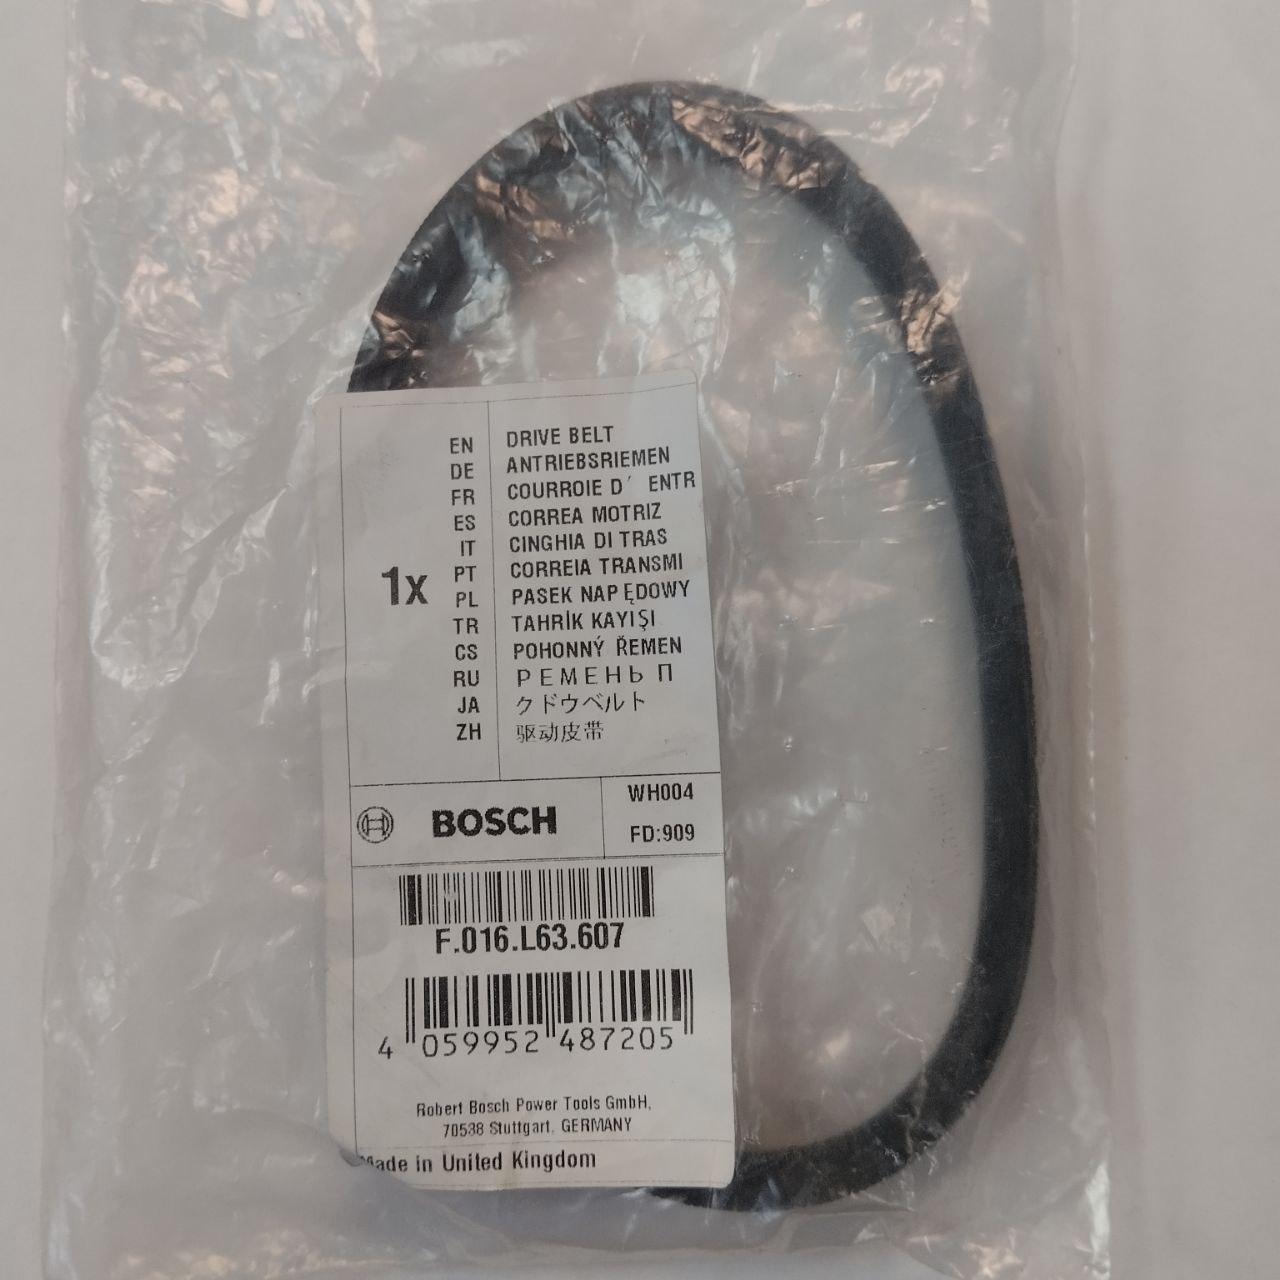 1x
EN DRIVE BELT
DE ANTRIEBSRIEMEN
FR COURROIE D´ ENTR
ES CORREA MOTRIZ
IT CINGHIA DI TRAS
PT CORREIA TRANSMI
PL PASEK NAP ĘDOWY
TR TAHRİK KAYIŞI
CS POHONNÝ ŘEMEN
RU РЕМЕНЬ П
JA クドウベルト
ZH 驱动皮带
BOSCH
WH004
FD:909
F.016.L63.607
4 059952 487205
Robert Bosch Power Tools GmbH,
70538 Stuttgart, GERMANY
Made in United Kingdom